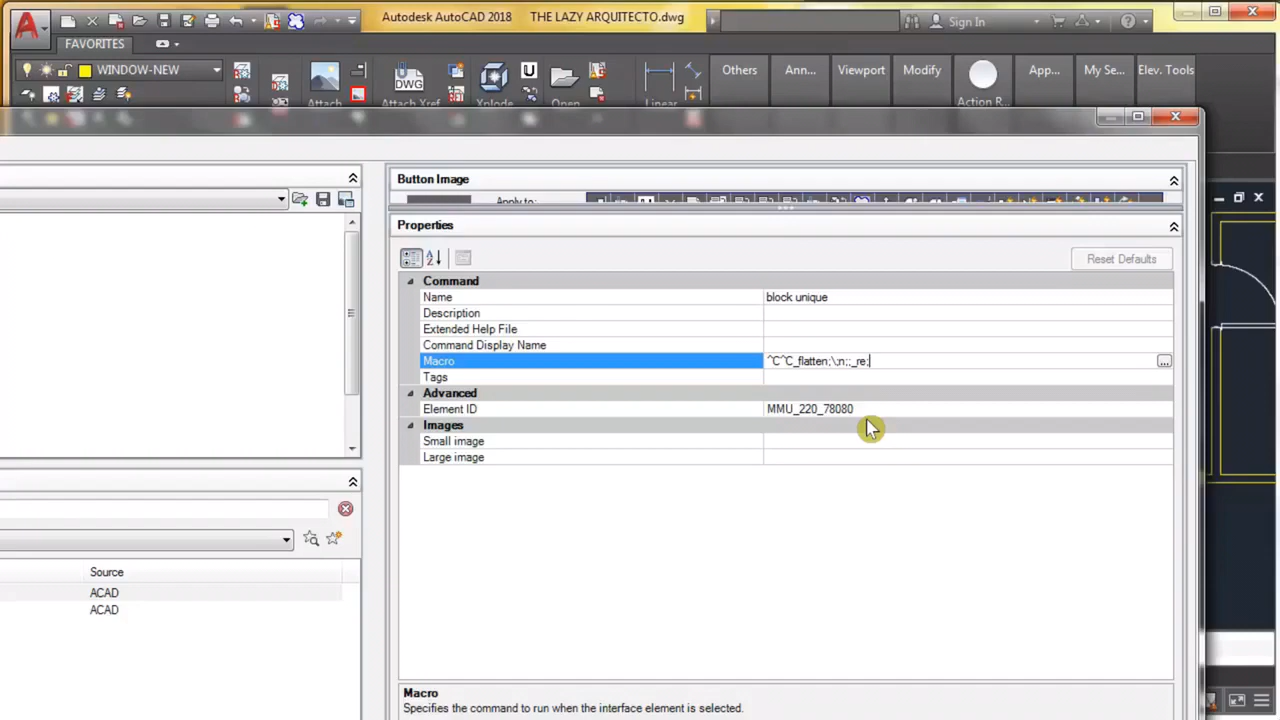 Autodesk AutoCAD 2018 THE LAZY ARQUITECTO.dwg
Sign In
FAVORITES
WINDOW-NEW
Attach
DWG
Attach Xref
Xplode
Open
Linear
Others
Ann...
Viewport
Modify
Action R...
App...
My Se...
Elev. Tools
Button Image
Apply to:
Properties
Reset Defaults
Command
Name block unique
Description
Extended Help File
Command Display Name
Macro ^C^C_flatten;\;n;;_re;
Tags
Advanced
Element ID MMU_220_78080
Images
Small image
Large image
Source
ACAD
ACAD
Macro
Specifies the command to run when the interface element is selected.